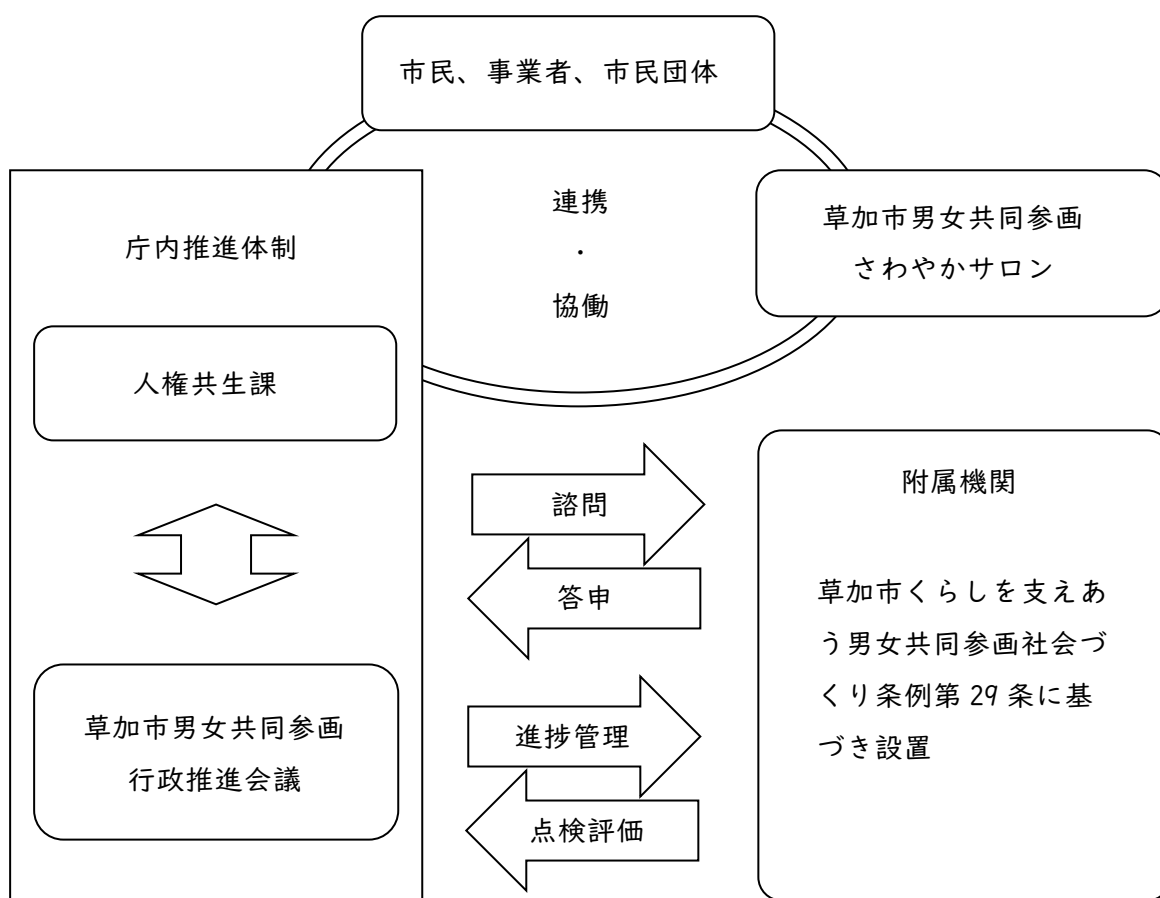 市民、事業者、市民団体
連携
・
協働
草加市男女共同参画
さわやかサロン
庁内推進体制
人権共生課
草加市男女共同参画
行政推進会議
諮問
答申
進捗管理
点検評価
附属機関
草加市くらしを支えあ
う男女共同参画社会づ
くり条例第 29 条に基
づき設置